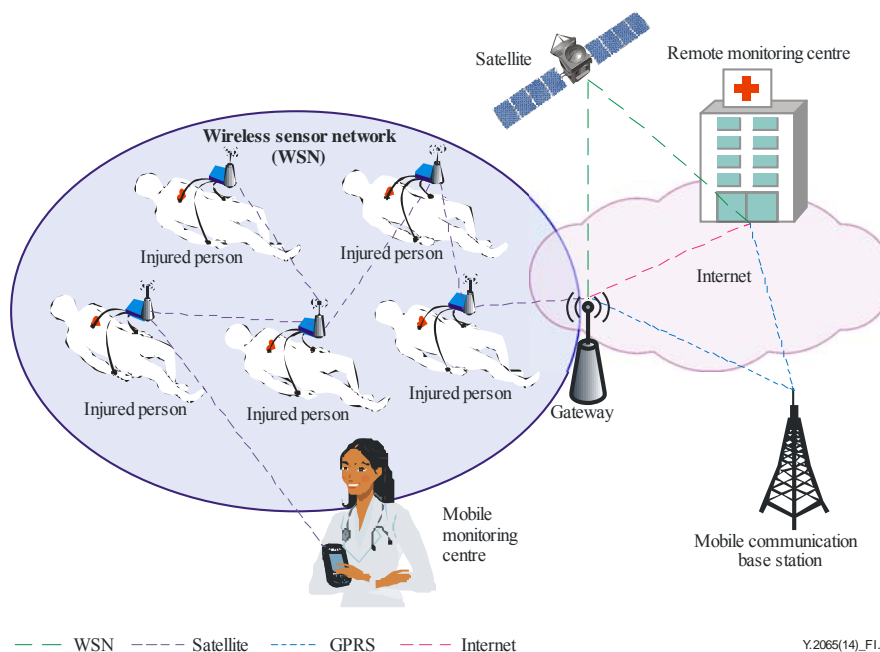 Satellite
Remote monitoring centre
Wireless sensor network
(WSN)
Injured person
Injured person
Internet
Injured person
Injured person
Injured person
Gateway
Mobile
monitoring
centre
Mobile communication
base station
WSN
Satellite
GPRS
Internet
Y.2065(14)_FI.